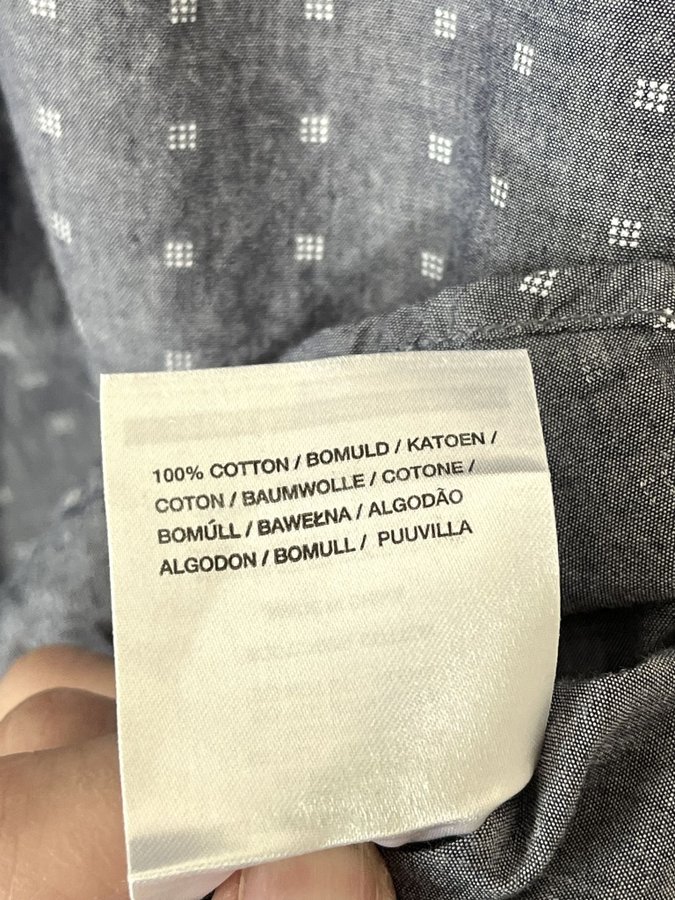 100% COTTON / BOMULD / KATOEN /
COTON / BAUMWOLLE / COTONE /
BOMÚLL / BAWEŁNA / ALGODÃO
ALGODON / BOMULL / PUUVILLA